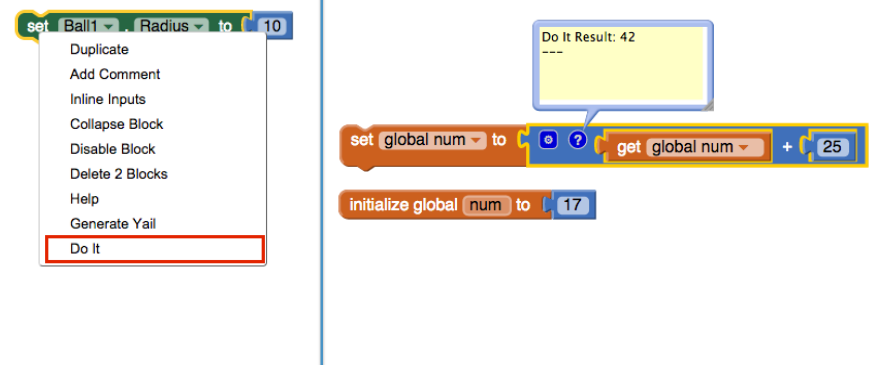 set Ball1 . Radius to 10
Duplicate
Add Comment
Inline Inputs
Collapse Block
Disable Block
Delete 2 Blocks
Help
Generate Yail
Do It
Do It Result: 42
---
set global num to ? get global num + 25
initialize global num to 17